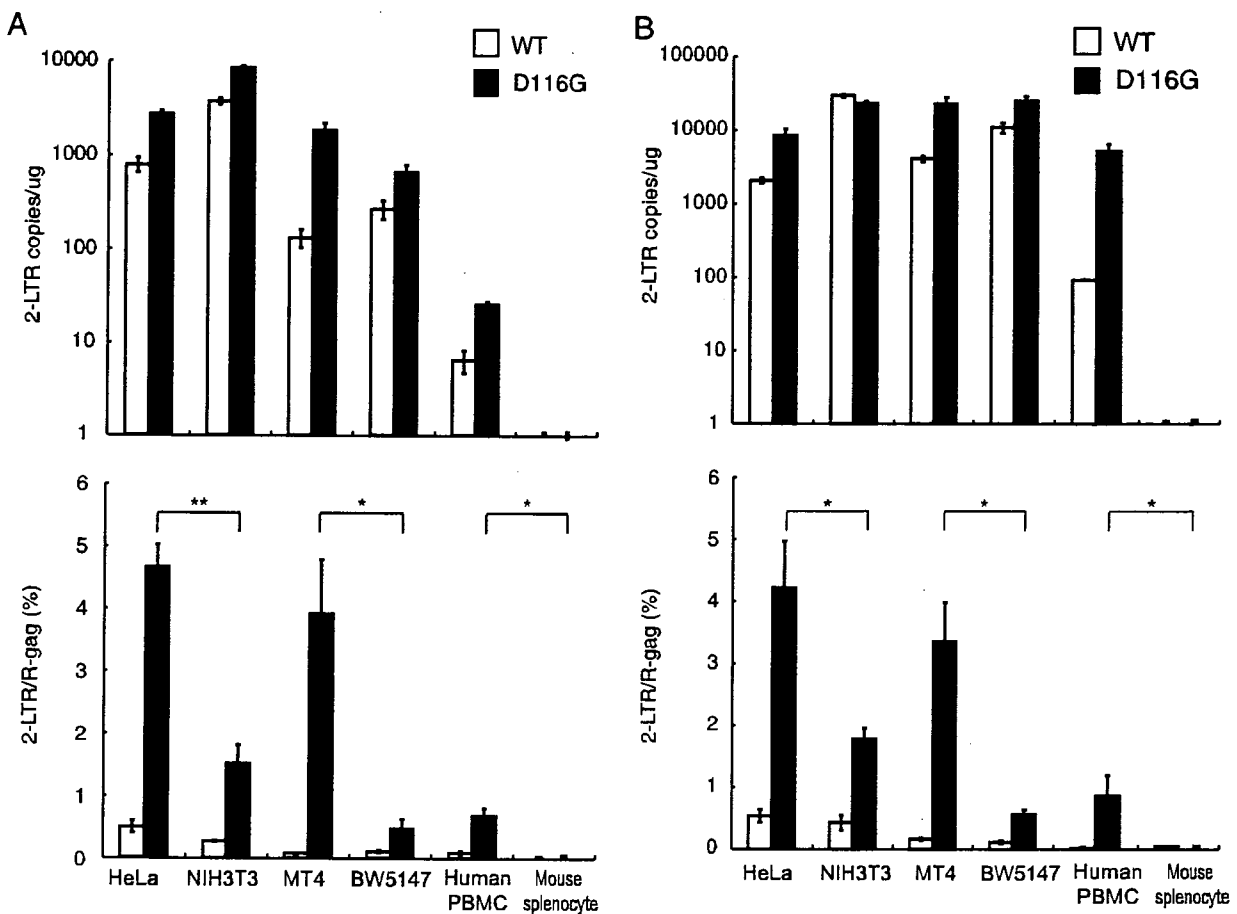 A
WT
D116G
10000
1000
100
10
1
2-LTR copies/ug
B
WT
D116G
100000
10000
1000
100
10
1
2-LTR copies/ug
6
5
4
3
2
1
0
2-LTR/R-gag (%)
** * *
HeLa NIH3T3 MT4 BW5147 Human PBMC Mouse splenocyte
6
5
4
3
2
1
0
2-LTR/R-gag (%)
* * *
HeLa NIH3T3 MT4 BW5147 Human PBMC Mouse splenocyte